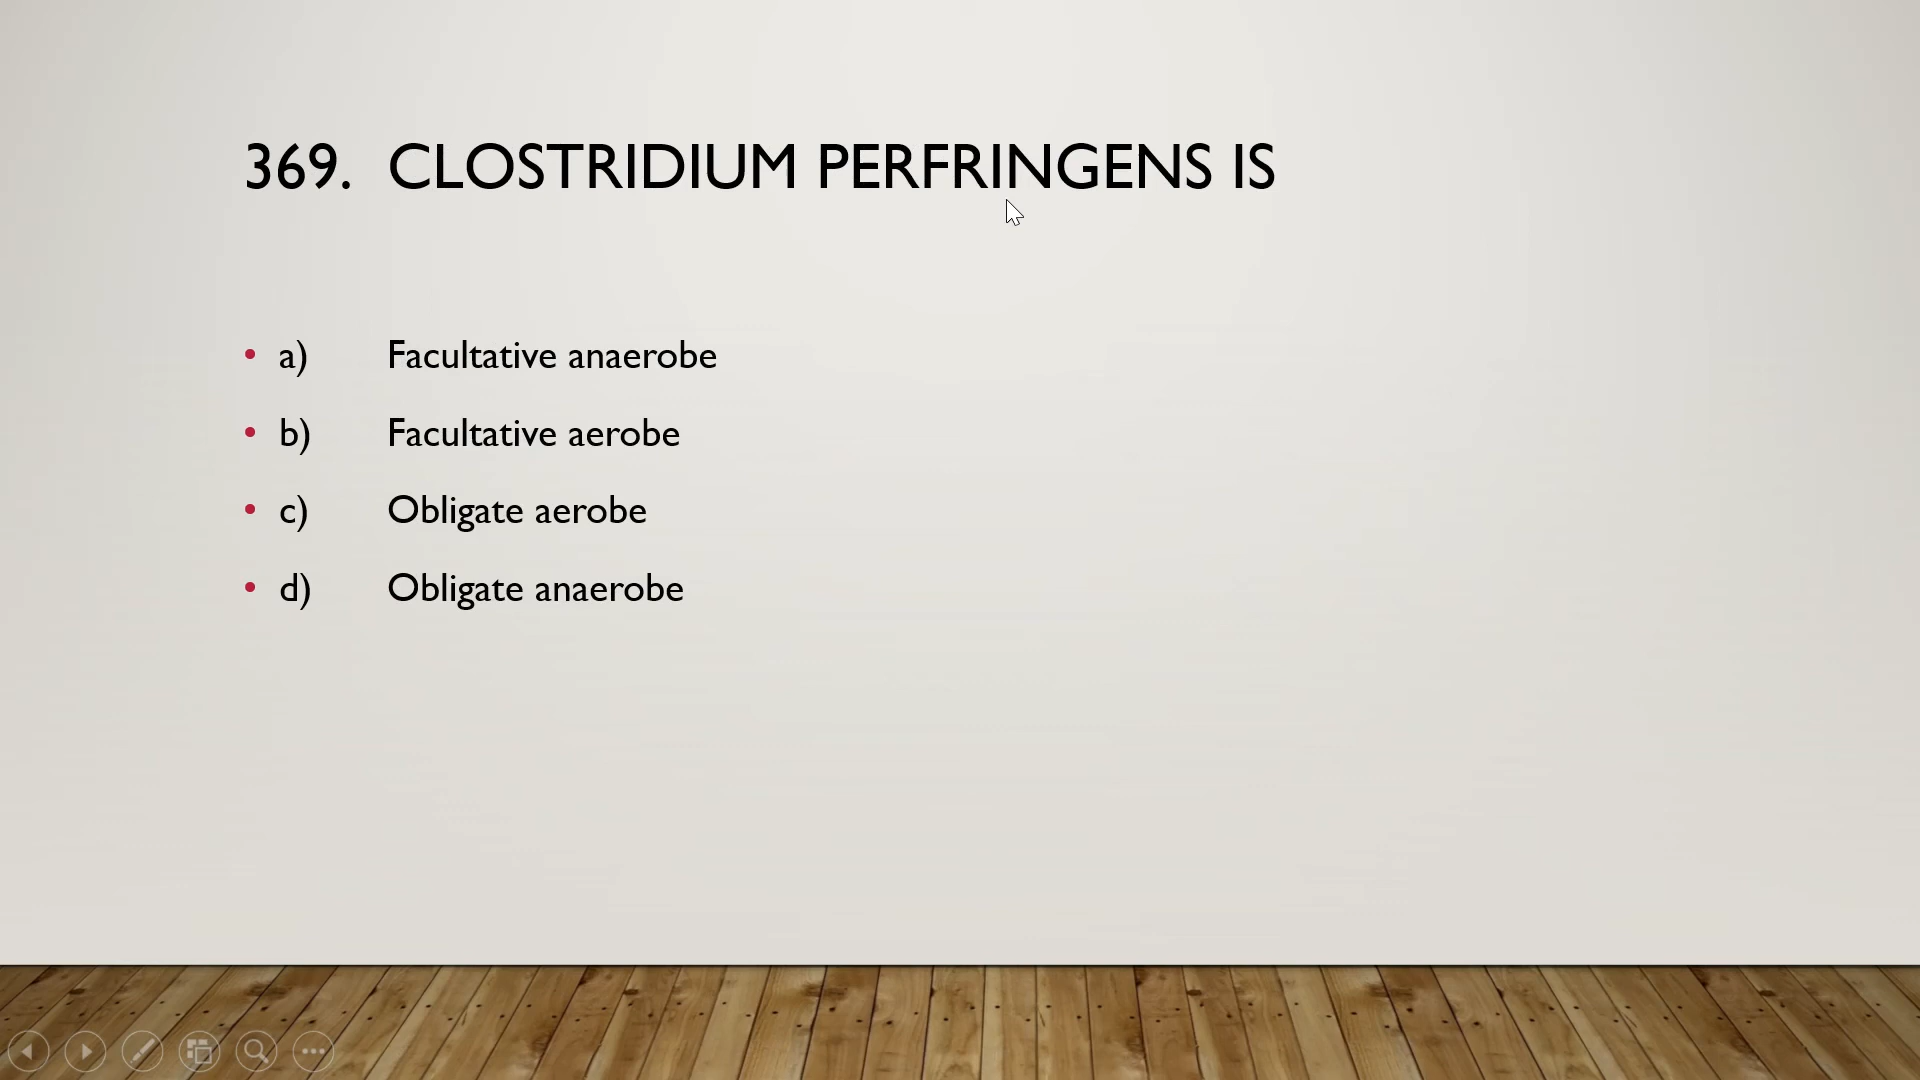 369. CLOSTRIDIUM PERFRINGENS IS
• a) Facultative anaerobe
• b) Facultative aerobe
• c) Obligate aerobe
• d) Obligate anaerobe